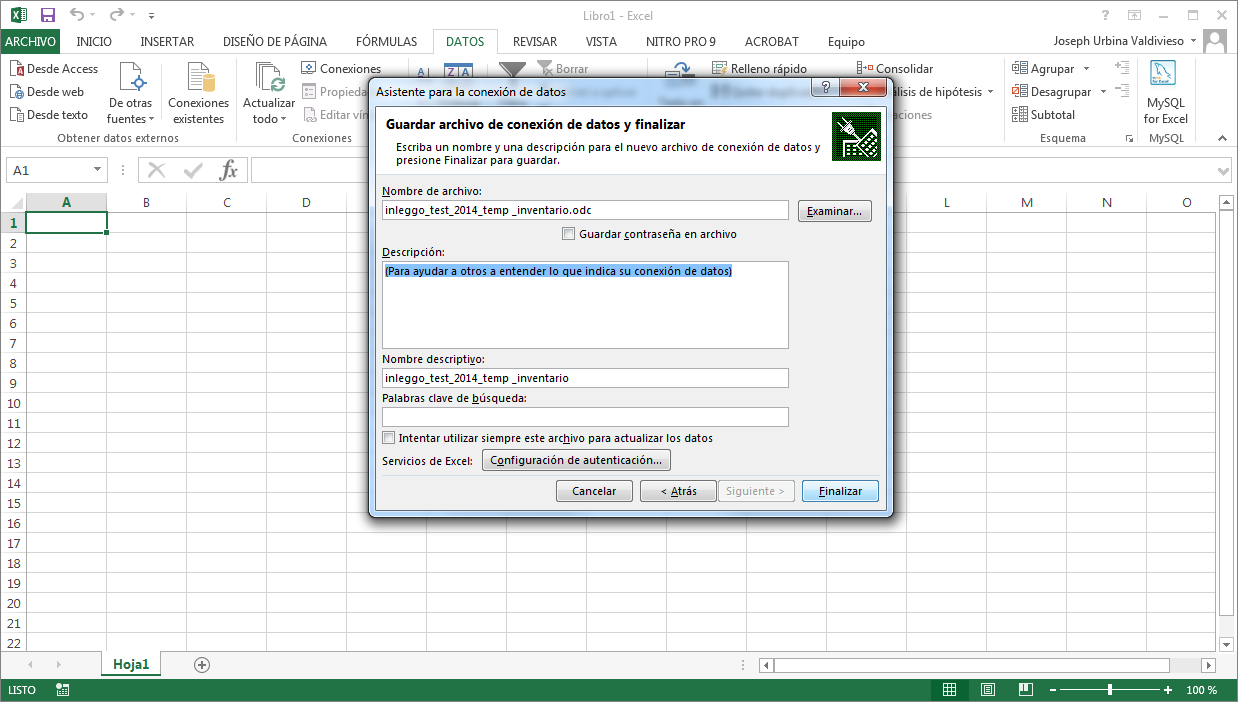 Libro1 - Excel
ARCHIVO INICIO INSERTAR DISEÑO DE PÁGINA FÓRMULAS DATOS REVISAR VISTA NITRO PRO 9 ACROBAT Equipo Joseph Urbina Valdivieso
Desde Access
Desde web
Desde texto
De otras
fuentes
Conexiones
existentes
Obtener datos externos
Actualizar
todo
Conexiones
Propieda
Editar vín
Conexiones
Borrar
Relleno rápido
Consolidar
álisis de hipótesis
aciones
Agrupar
Desagrupar
Subtotal
Esquema
MySQL
for Excel
MySQL
A1
fx
A B C D L M N O
1
2
3
4
5
6
7
8
9
10
11
12
13
14
15
16
17
18
19
20
21
22
Asistente para la conexión de datos
Guardar archivo de conexión de datos y finalizar
Escriba un nombre y una descripción para el nuevo archivo de conexión de datos y
presione Finalizar para guardar.
Nombre de archivo:
inleggo_test_2014_temp _inventario.odc
Examinar...
Guardar contraseña en archivo
Descripción:
(Para ayudar a otros a entender lo que indica su conexión de datos)
Nombre descriptivo:
inleggo_test_2014_temp _inventario
Palabras clave de búsqueda:
Intentar utilizar siempre este archivo para actualizar los datos
Servicios de Excel: Configuración de autenticación...
Cancelar < Atrás Siguiente > Finalizar
Hoja1
LISTO
100 %